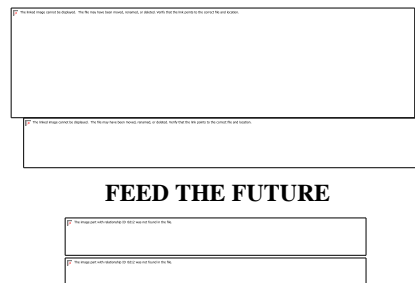 The linked image cannot be displayed. The file may have been moved, renamed, or deleted. Verify that the link points to the correct file and location.
The linked image cannot be displayed. The file may have been moved, renamed, or deleted. Verify that the link points to the correct file and location.
FEED THE FUTURE
The image part with relationship ID rId12 was not found in the file.
The image part with relationship ID rId12 was not found in the file.